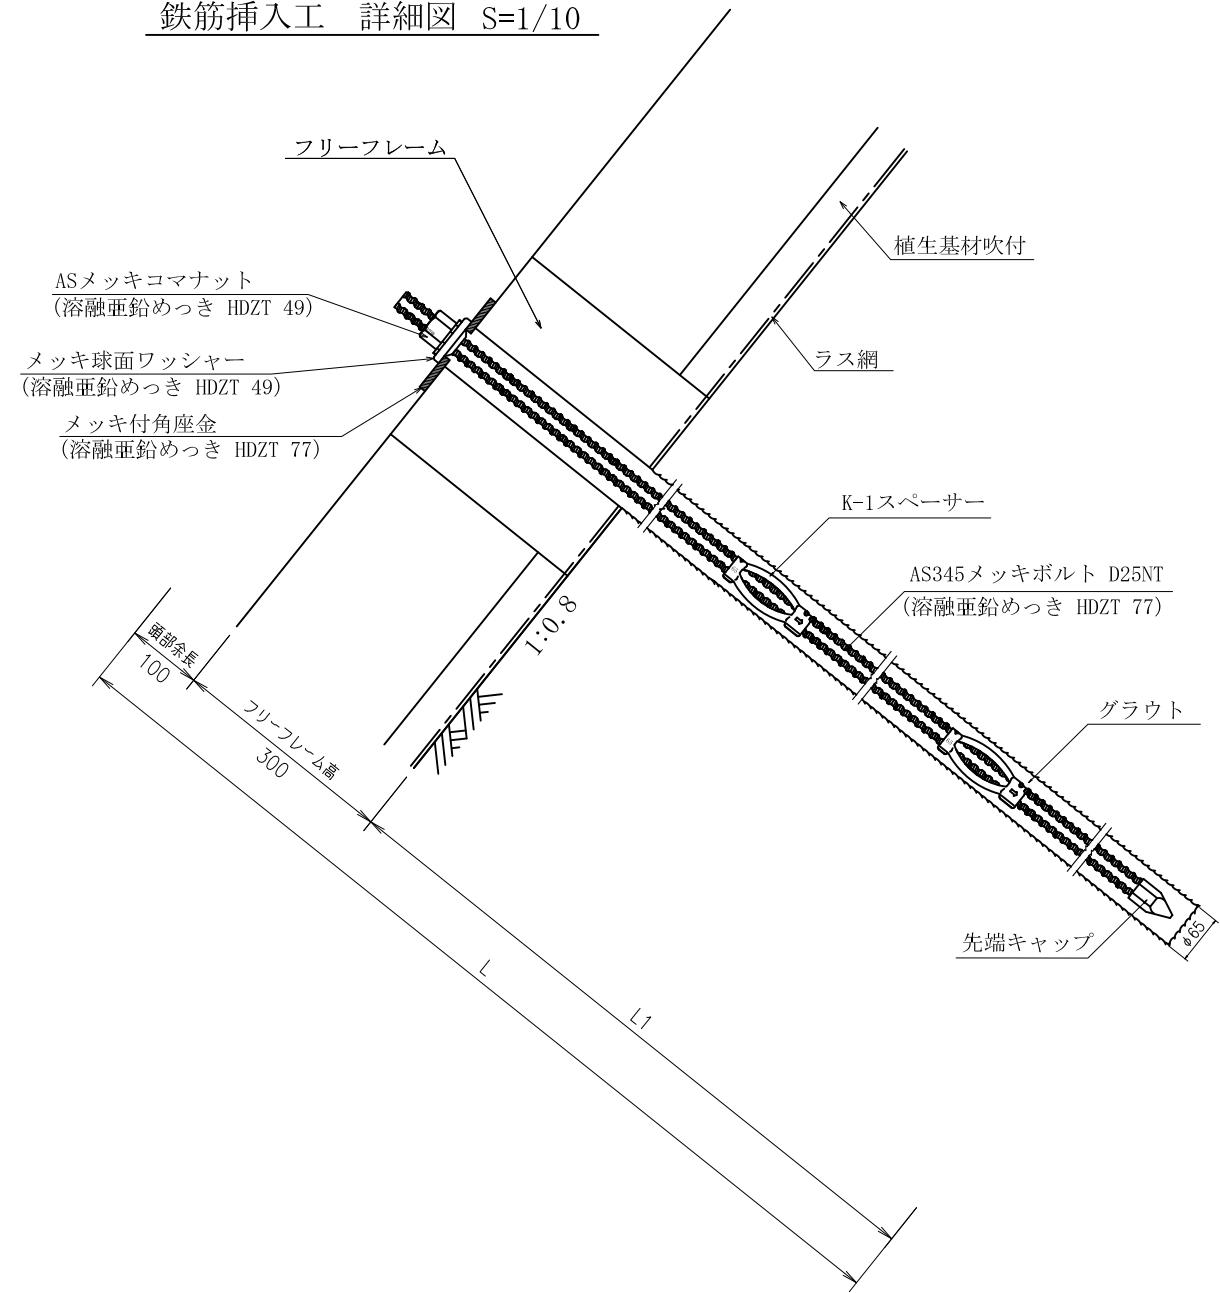 鉄筋挿入工　詳細図 S=1/10
フリーフレーム
植生基材吹付
ASメッキコマナット
(溶融亜鉛めっき HDZT 49)
メッキ球面ワッシャー
(溶融亜鉛めっき HDZT 49)
ラス網
メッキ付角座金
(溶融亜鉛めっき HDZT 77)
K-1スペーサー
AS345メッキボルト D25NT
(溶融亜鉛めっき HDZT 77)
1:0.8
頭部余長
100
フリーフレーム高
300
グラウト
先端キャップ
φ65
L
L1